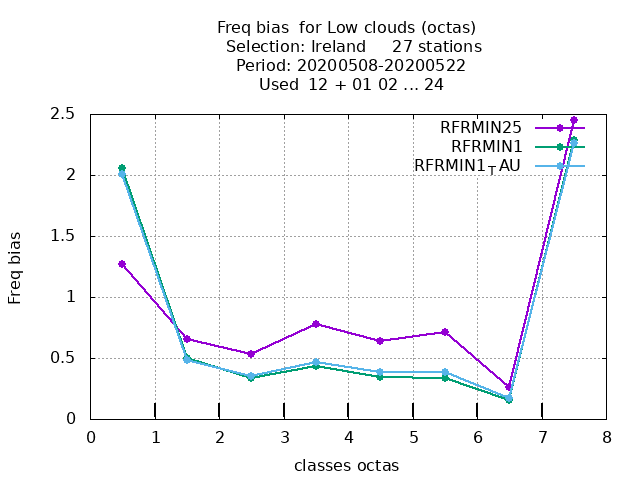 Freq bias  for Low clouds (octas)
Selection: Ireland     27 stations
Period: 20200508-20200522
Used  12 + 01 02 ... 24
2.5
2
1.5
1
0.5
0
Freq bias
RFRMIN25
RFRMIN1
RFRMIN1TAU
0 1 2 3 4 5 6 7 8
classes octas